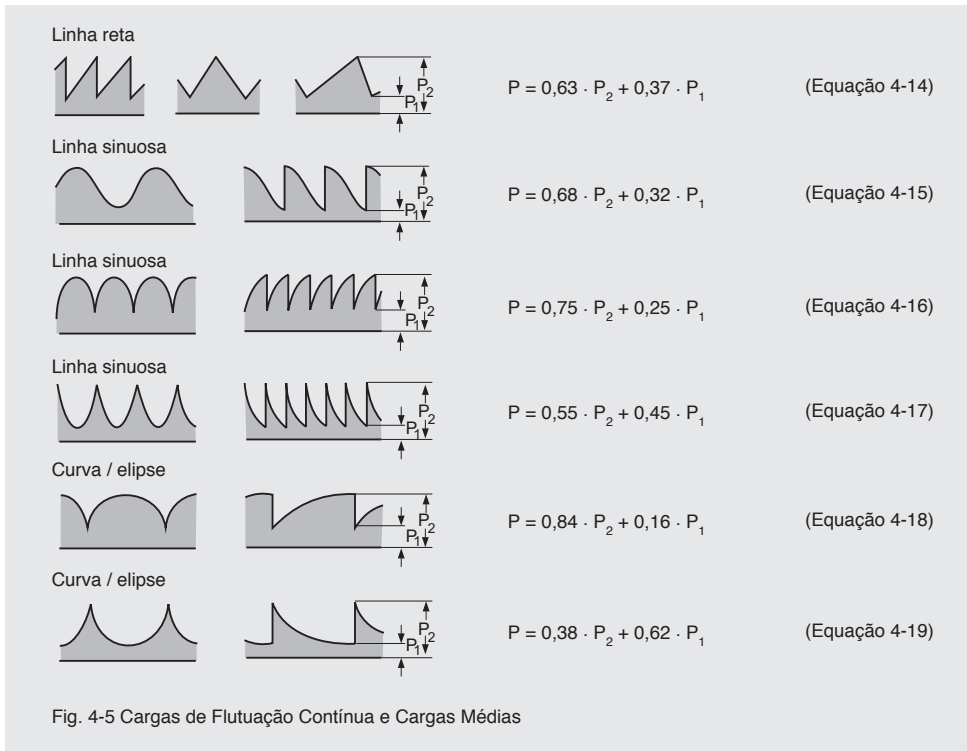 Linha reta
P₂
P₁
P = 0,63 · P₂ + 0,37 · P₁ (Equação 4-14)
Linha sinuosa
P₂
P₁
P = 0,68 · P₂ + 0,32 · P₁ (Equação 4-15)
Linha sinuosa
P₂
P₁
P = 0,75 · P₂ + 0,25 · P₁ (Equação 4-16)
Linha sinuosa
P₂
P₁
P = 0,55 · P₂ + 0,45 · P₁ (Equação 4-17)
Curva / elipse
P₂
P₁
P = 0,84 · P₂ + 0,16 · P₁ (Equação 4-18)
Curva / elipse
P₂
P₁
P = 0,38 · P₂ + 0,62 · P₁ (Equação 4-19)
Fig. 4-5 Cargas de Flutuação Contínua e Cargas Médias